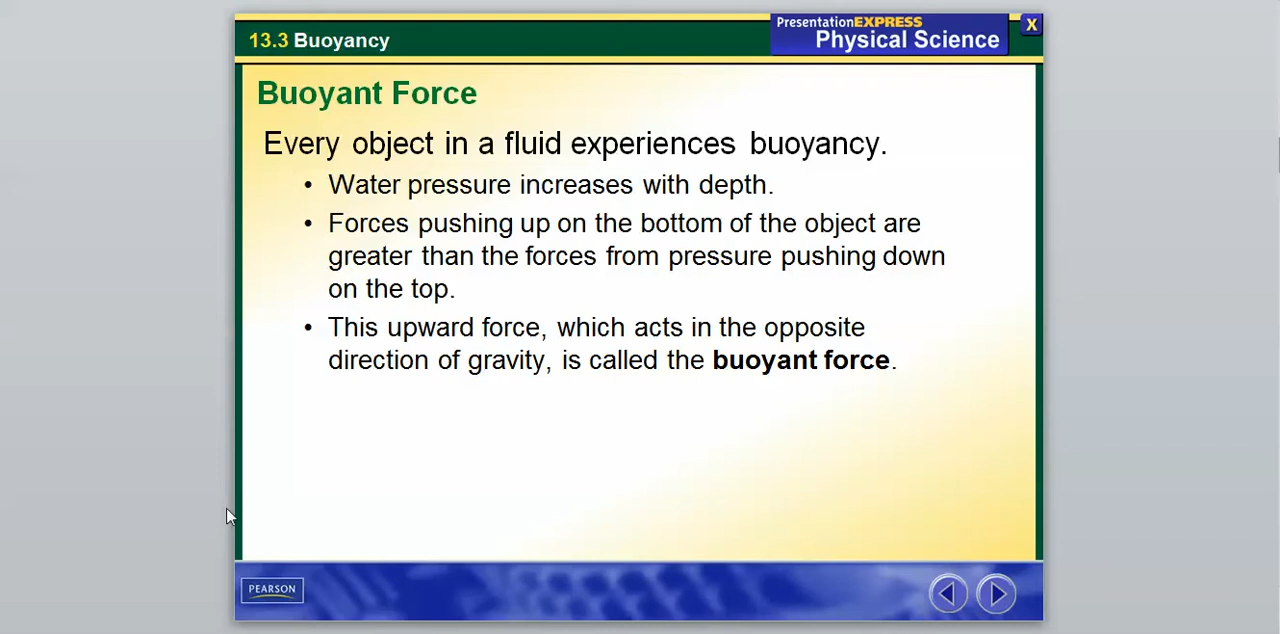 13.3 Buoyancy
PresentationEXPRESS
Physical Science
X
Buoyant Force
Every object in a fluid experiences buoyancy.
• Water pressure increases with depth.
• Forces pushing up on the bottom of the object are
greater than the forces from pressure pushing down
on the top.
• This upward force, which acts in the opposite
direction of gravity, is called the buoyant force.
PEARSON